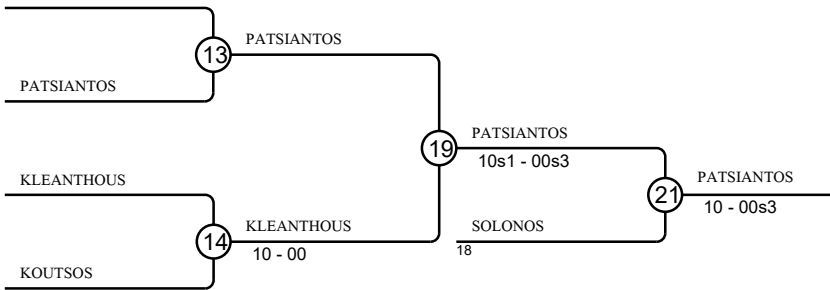 13
PATSIANTOS
PATSIANTOS
19
PATSIANTOS
10s1 - 00s3
KLEANTHOUS
21
PATSIANTOS
10 - 00s3
14
KLEANTHOUS
10 - 00
SOLONOS
18
KOUTSOS